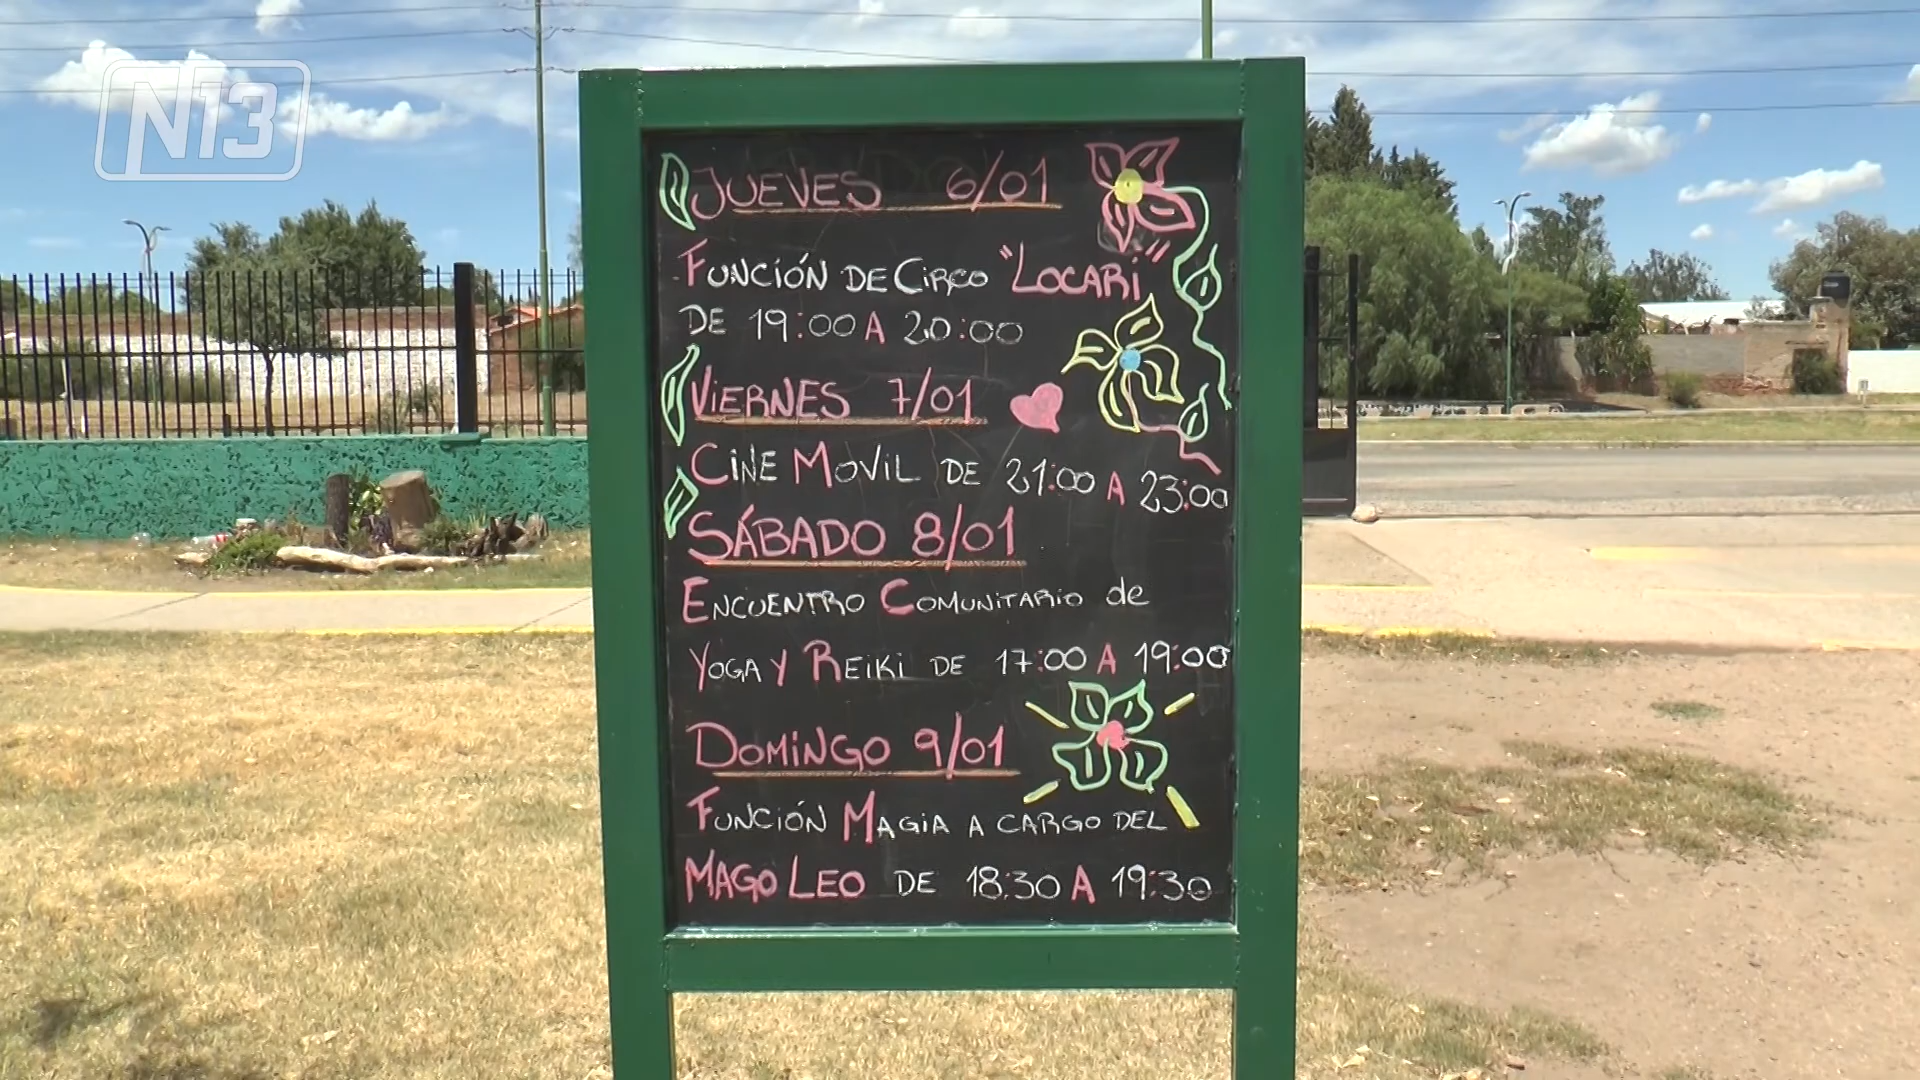 N13
JUEVES 6/01
FUNCIÓN DE CIRCO "LOCARI"
DE 19:00 A 20:00
VIERNES 7/01
CINE MOVIL DE 21:00 A 23:00
SÁBADO 8/01
ENCUENTRO COMUNITARIO de
YOGA Y REIKI DE 17:00 A 19:00
DOMINGO 9/01
FUNCIÓN MAGIA A CARGO DEL
MAGO LEO DE 18:30 A 19:30